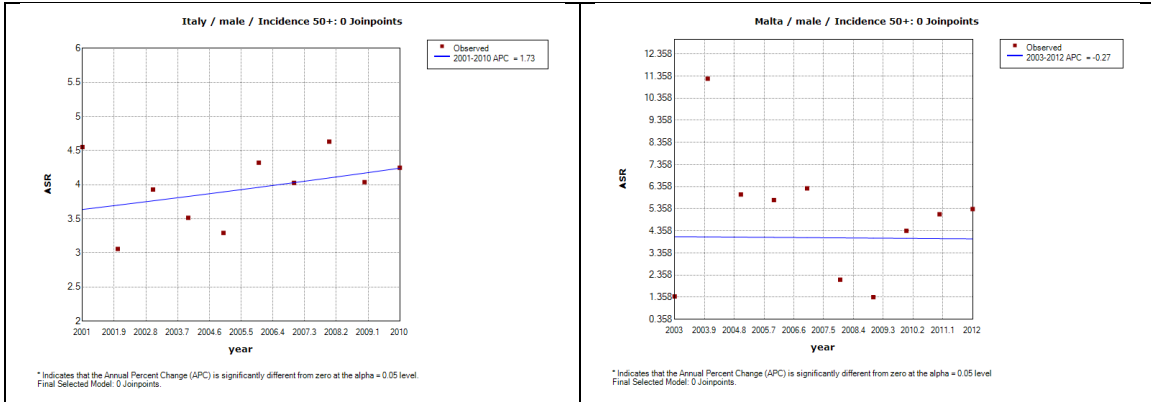 Italy / male / Incidence 50+: 0 Joinpoints
Observed
2001-2010 APC = 1.73
6
5.5
5
4.5
4
3.5
3
2.5
2
ASR
2001 2001.9 2002.8 2003.7 2004.6 2005.5 2006.4 2007.3 2008.2 2009.1 2010
year
* Indicates that the Annual Percent Change (APC) is significantly different from zero at the alpha = 0.05 level.
Final Selected Model: 0 Joinpoints.
Malta / male / Incidence 50+: 0 Joinpoints
Observed
2003-2012 APC = -0.27
12.358
11.358
10.358
9.358
8.358
7.358
6.358
5.358
4.358
3.358
2.358
1.358
0.358
ASR
2003 2003.9 2004.8 2005.7 2006.6 2007.5 2008.4 2009.3 2010.2 2011.1 2012
year
* Indicates that the Annual Percent Change (APC) is significantly different from zero at the alpha = 0.05 level
Final Selected Model: 0 Joinpoints.